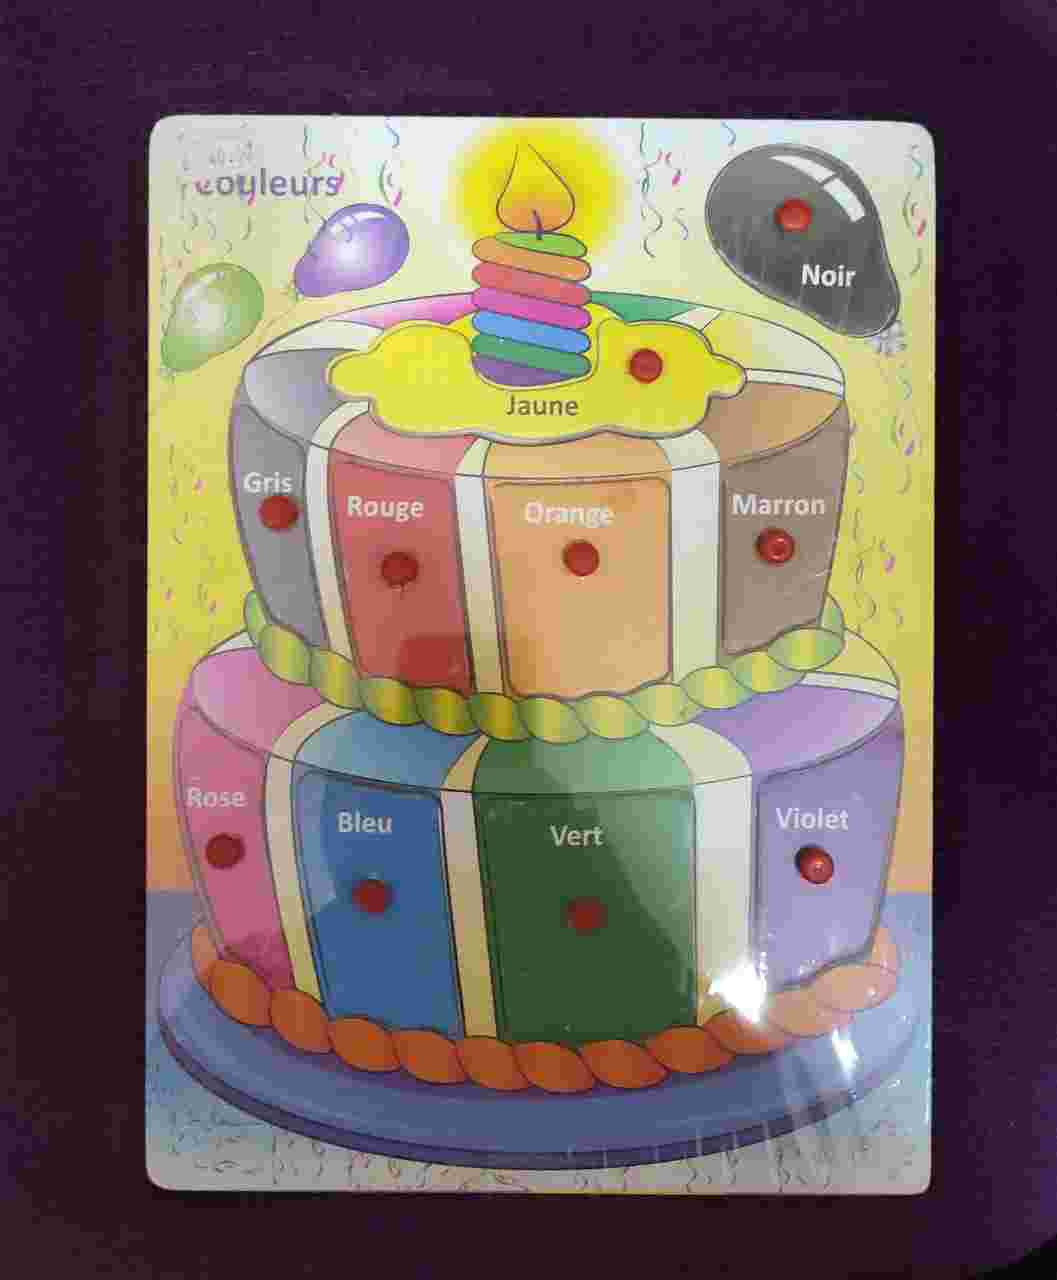 couleurs
Noir
Jaune
Gris
Rouge
Orange
Marron
Rose
Bleu
Vert
Violet